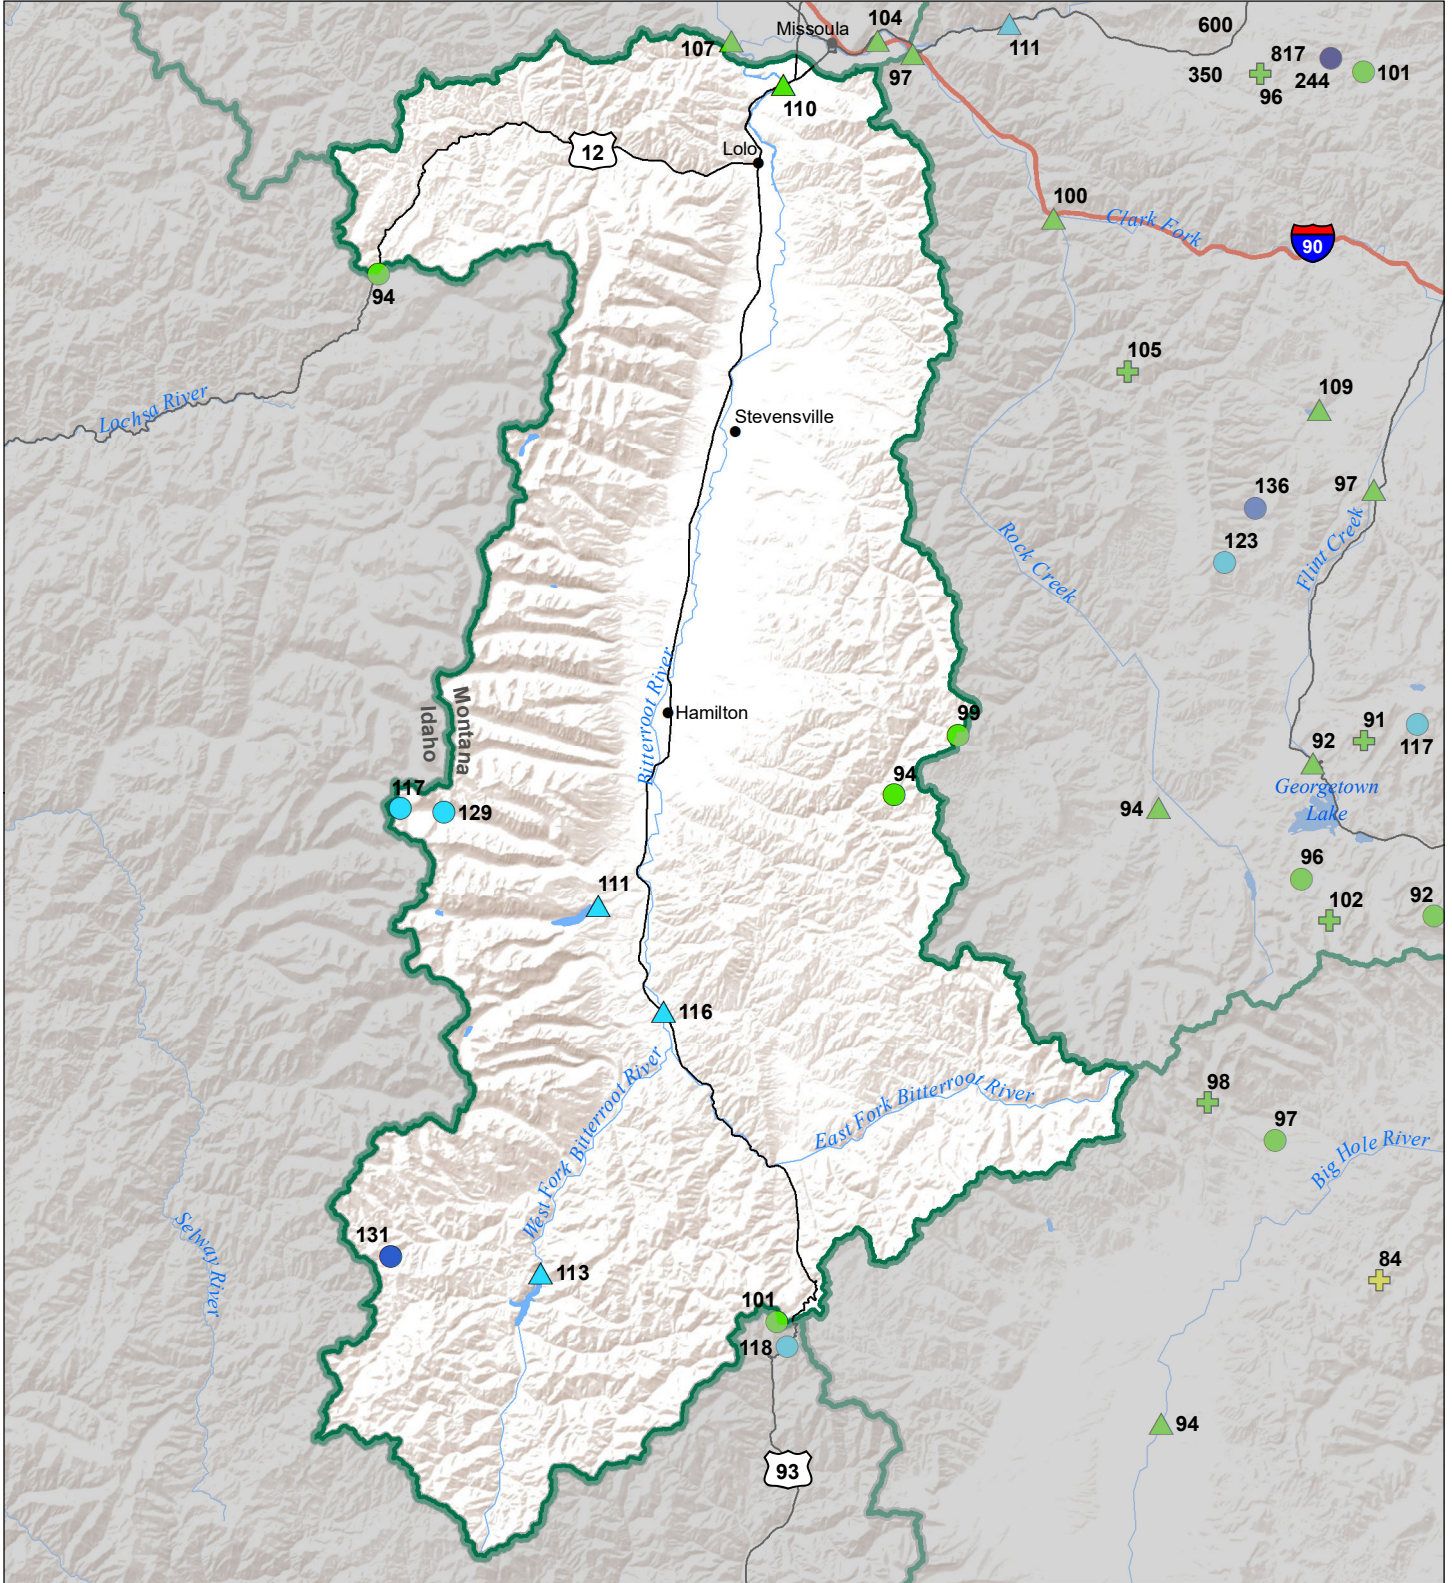 600
104
Missoula
107
111
97
817
350
244
101
96
110
12
Lolo
100
Clark Fork
90
94
105
109
Lochsa River
Stevensville
136
97
123
Rock Creek
Flint Creek
Bitterroot River
Montana
Idaho
Hamilton
99
91
117
92
94
Georgetown
Lake
117
129
94
96
111
102
92
116
West Fork Bitterroot River
East Fork Bitterroot River
98
97
Big Hole River
Selway River
131
113
84
101
118
94
93